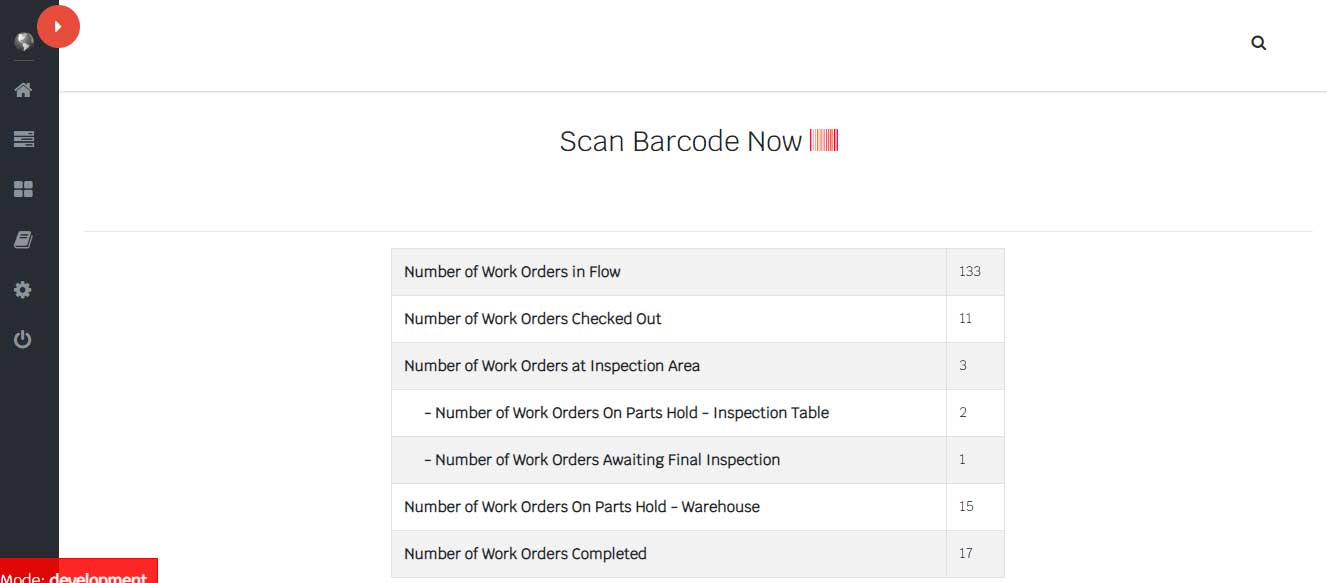 Scan Barcode Now
Number of Work Orders in Flow 133
Number of Work Orders Checked Out 11
Number of Work Orders at Inspection Area 3
- Number of Work Orders On Parts Hold - Inspection Table 2
- Number of Work Orders Awaiting Final Inspection 1
Number of Work Orders On Parts Hold - Warehouse 15
Number of Work Orders Completed 17
Mode: development